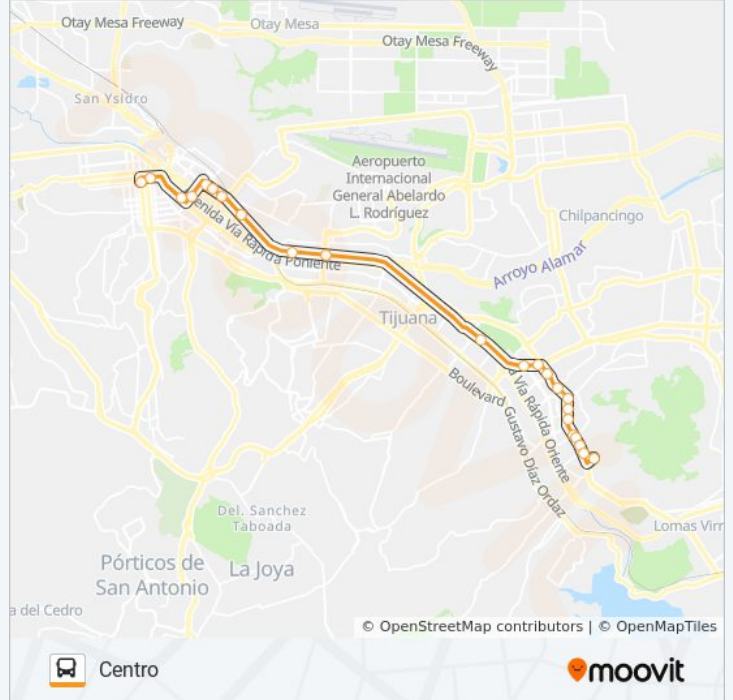 Otay Mesa Freeway
Otay Mesa
Otay Mesa Freeway
San Ysidro
Aeropuerto
Internacional
General Abelardo
L. Rodríguez
Chilpancingo
enida Vía Rápida Poniente
Arroyo Alamar
Tijuana
Boulevard Gustavo Díaz Ordaz
a Vía Rápida Oriente
Del. Sanchez
Taboada
Lomas Virr
Pórticos de
San Antonio
La Joya
a del Cedro
© OpenStreetMap contributors | © OpenMapTiles
Centro
moovit